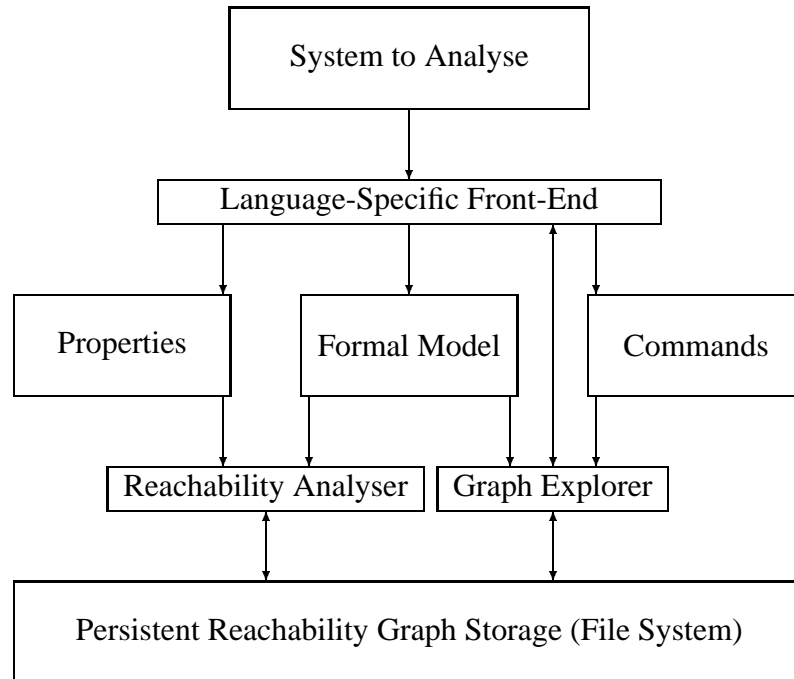 System to Analyse
Language-Specific Front-End
Properties
Formal Model
Commands
Reachability Analyser
Graph Explorer
Persistent Reachability Graph Storage (File System)